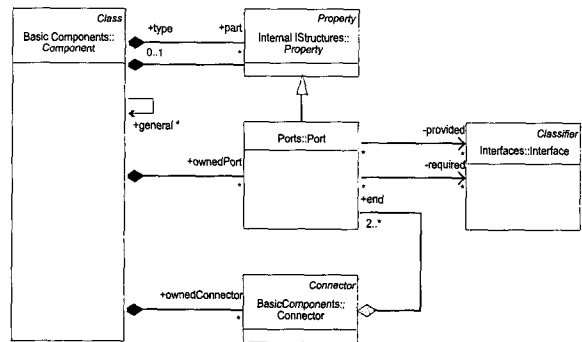 Class
Basic Components::
Component
+type
+part
0..1
*
Property
Internal IStructures::
Property
+general *
Ports::Port
-provided
*
*
-required
*
*
Classifier
Interfaces::Interface
+ownedPort
*
+end
2..*
+ownedConnector
*
Connector
BasicComponents::
Connector